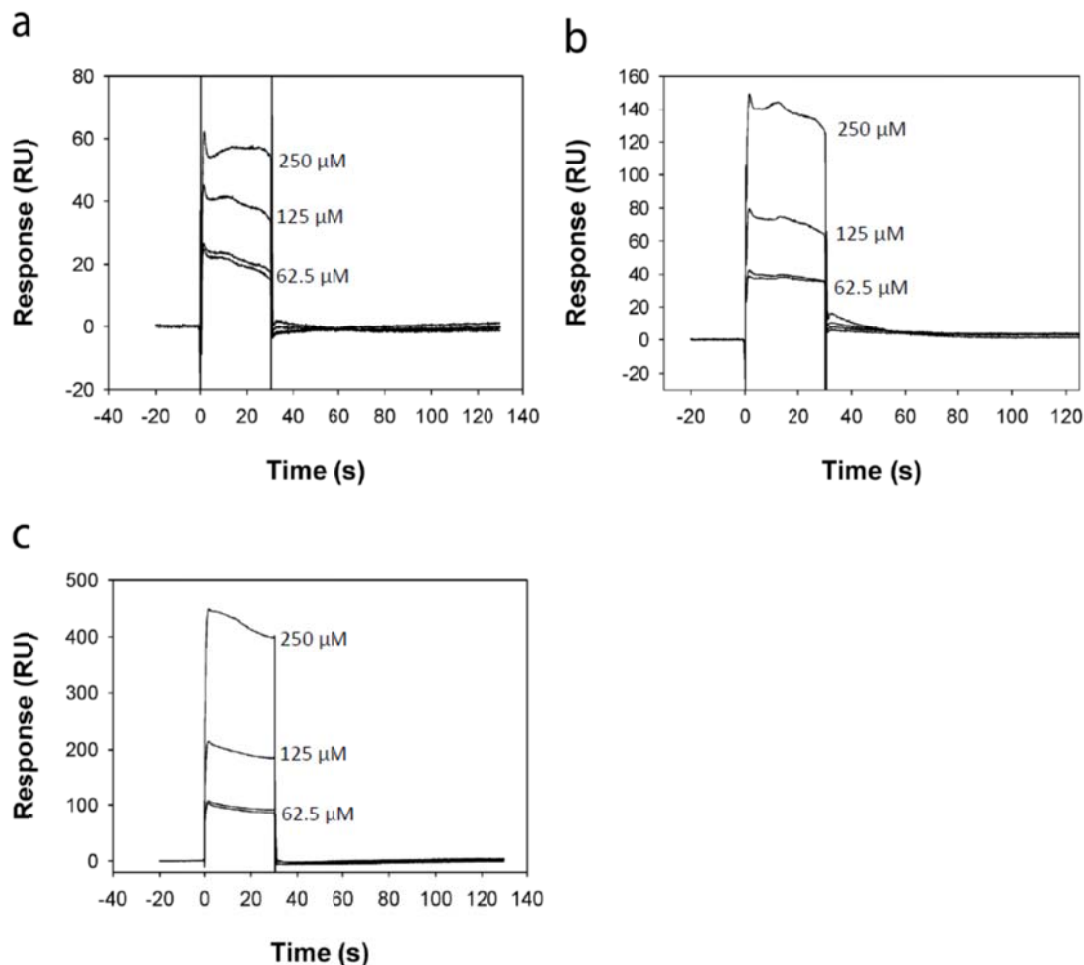 a
80
60
40
20
0
-20
Response (RU)
250 µM
125 µM
62.5 µM
-40 -20 0 20 40 60 80 100 120 140
Time (s)
b
160
140
120
100
80
60
40
20
0
-20
Response (RU)
250 µM
125 µM
62.5 µM
-20 0 20 40 60 80 100 120
Time (s)
c
500
400
300
200
100
0
Response (RU)
250 µM
125 µM
62.5 µM
-40 -20 0 20 40 60 80 100 120 140
Time (s)